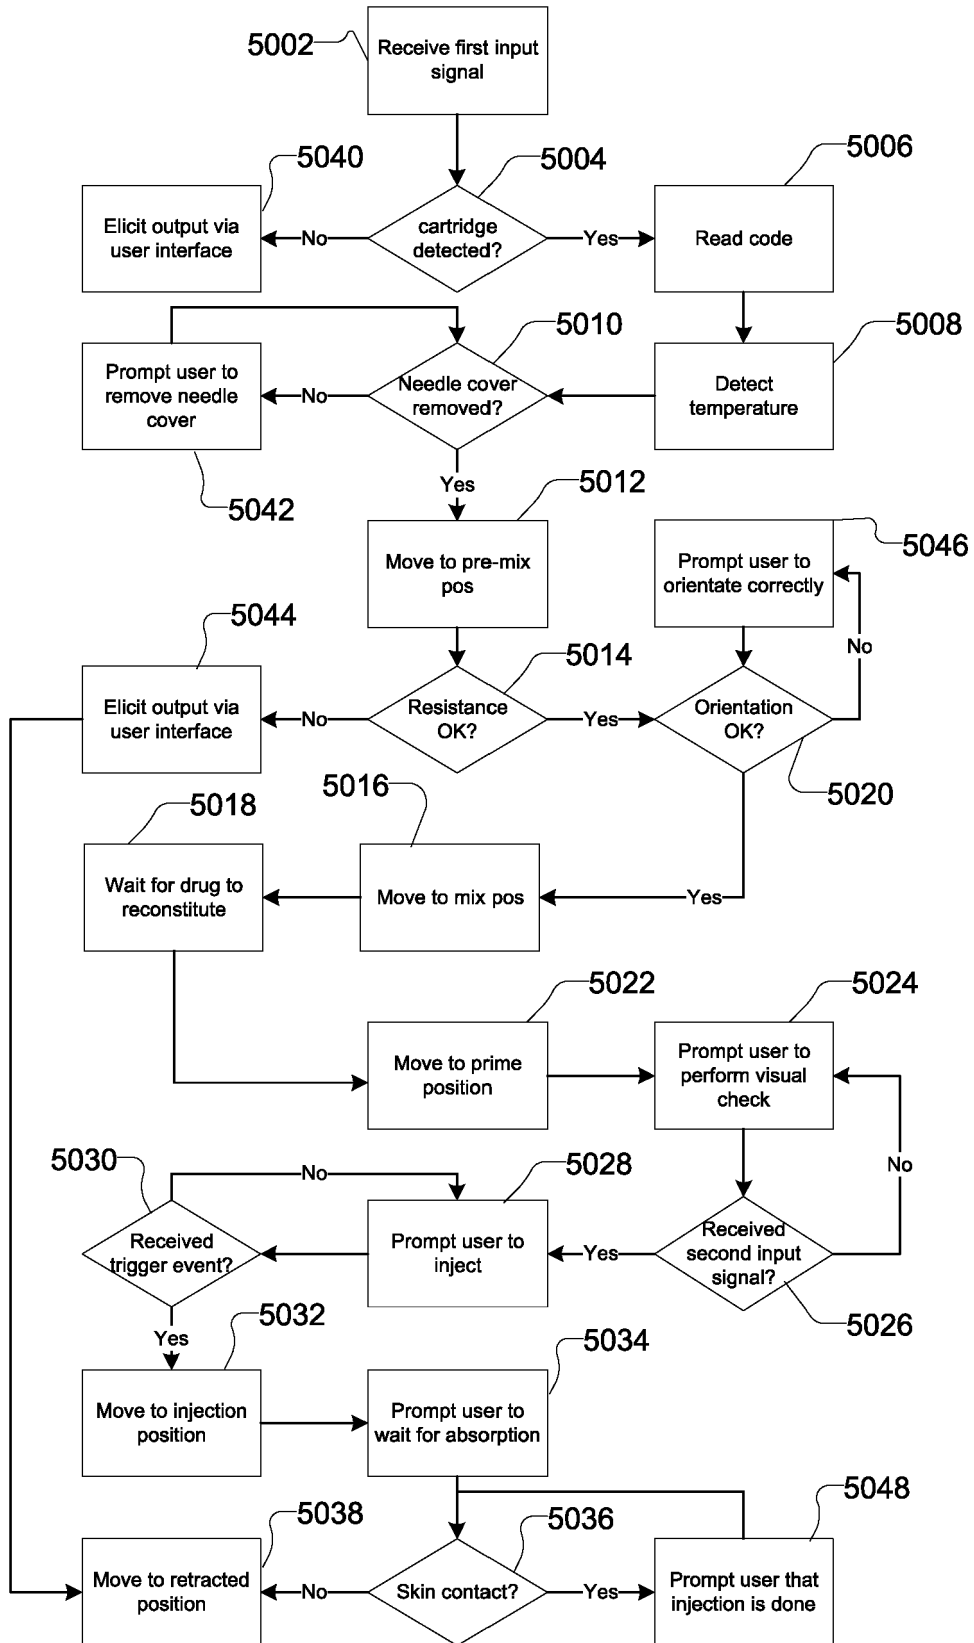 5002
Receive first input
signal
5040
5004
5006
Elicit output via
user interface
No
cartridge
detected?
Yes
Read code
5010
5008
Prompt user to
remove needle
cover
No
Needle cover
removed?
Detect
temperature
5042
Yes
5012
5046
Move to pre-mix
pos
Prompt user to
orientate correctly
5044
5014
No
Elicit output via
user interface
No
Resistance
OK?
Yes
Orientation
OK?
5020
5018
5016
Wait for drug to
reconstitute
Move to mix pos
Yes
5022
5024
Move to prime
position
Prompt user to
perform visual
check
5030
No
5028
No
Received
trigger event?
Prompt user to
inject
Yes
Received
second input
signal?
5026
Yes
5032
5034
Move to injection
position
Prompt user to
wait for absorption
5038
5036
5048
Move to retracted
position
No
Skin contact?
Yes
Prompt user that
injection is done